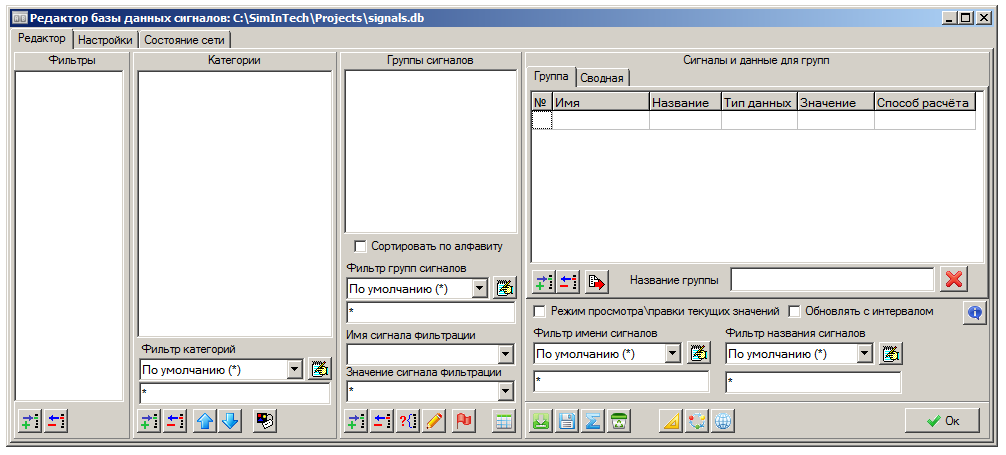 Редактор базы данных сигналов: C:\SimInTech\Projects\signals.db
Редактор Настройки Состояние сети
Фильтры Категории Группы сигналов Сигналы и данные для групп
Группа Сводная
№ Имя Название Тип данных Значение Способ расчёта
Сортировать по алфавиту
Фильтр групп сигналов
По умолчанию (*)
*
Название группы
Режим просмотра\правки текущих значений Обновлять с интервалом
Имя сигнала фильтрации
Фильтр имени сигналов Фильтр названия сигналов
По умолчанию (*) По умолчанию (*)
* *
Фильтр категорий
По умолчанию (*)
*
Значение сигнала фильтрации
*
Ок